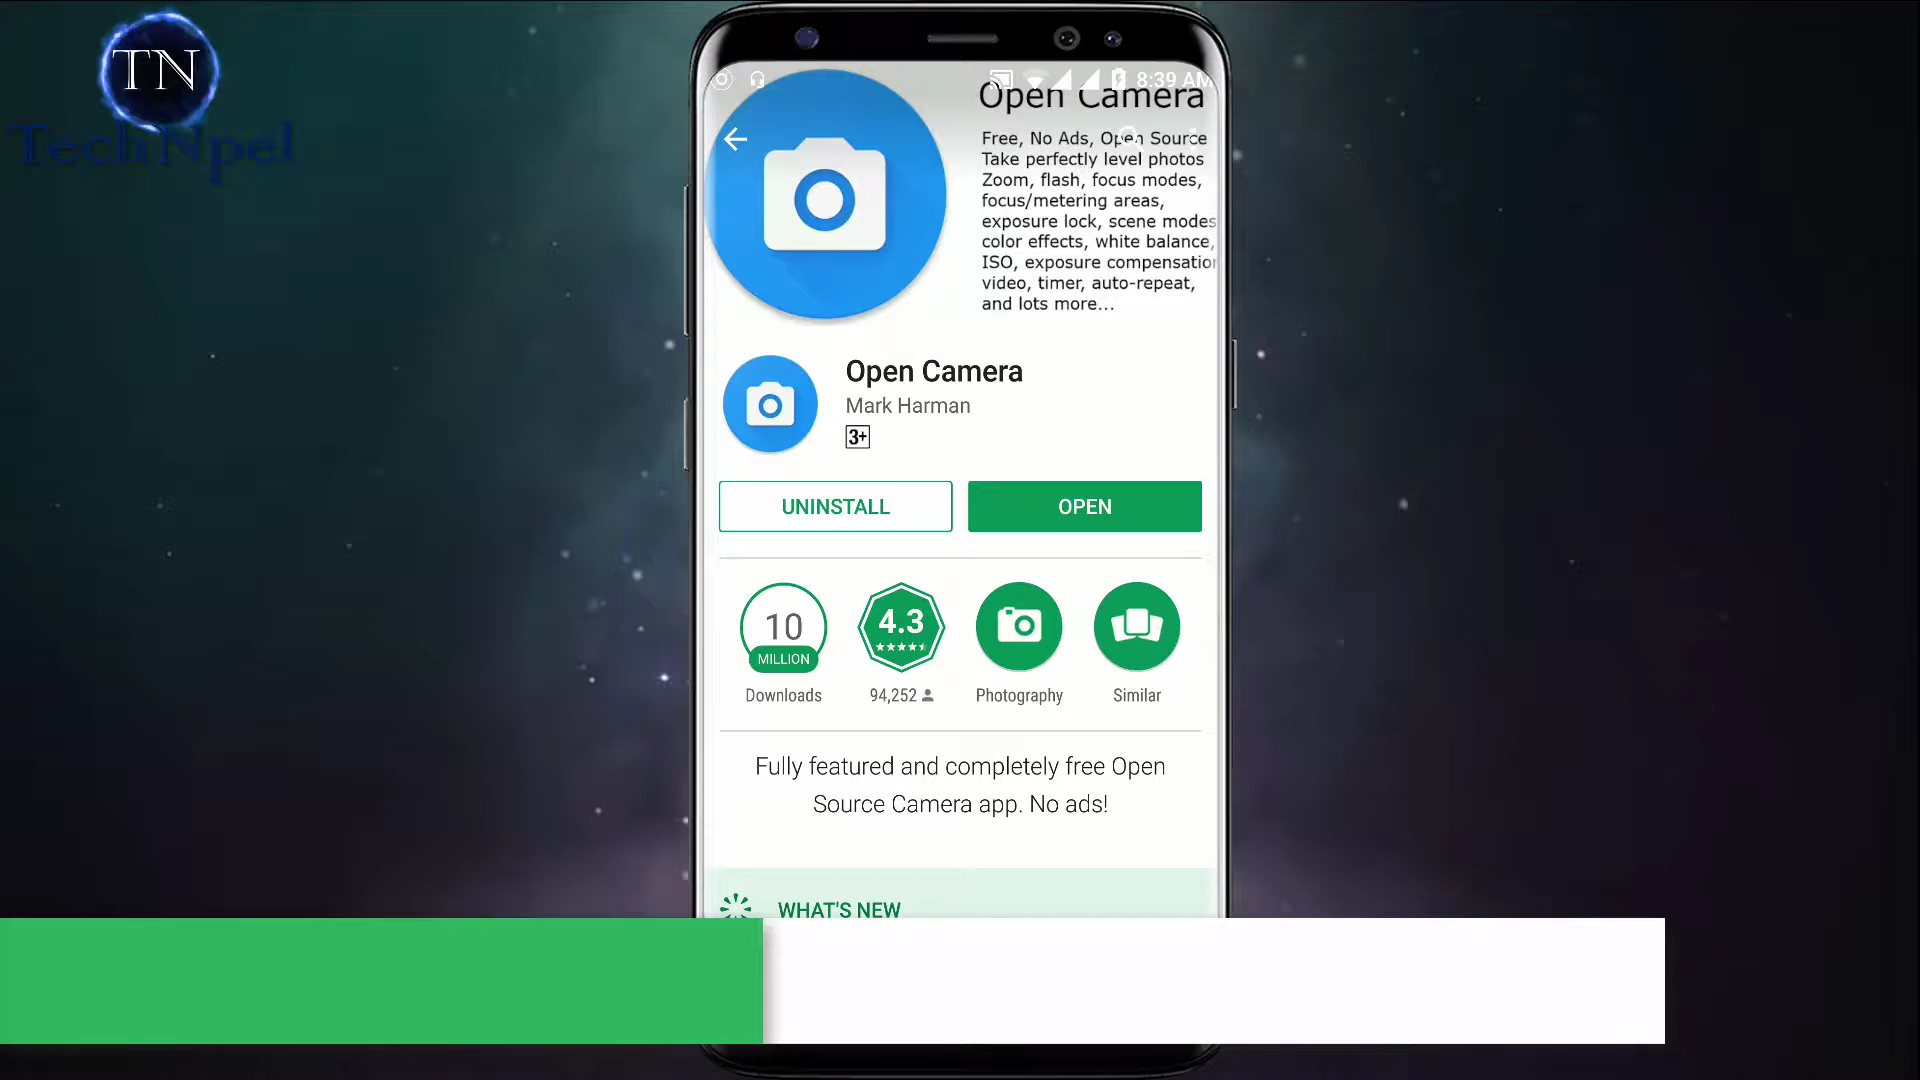 TN
TechNpel
8:39 AM
Open Camera
Free, No Ads, Open Source
Take perfectly level photos
Zoom, flash, focus modes,
focus/metering areas,
exposure lock, scene modes
color effects, white balance,
ISO, exposure compensation
video, timer, auto-repeat,
and lots more...
Open Camera
Mark Harman
3+
UNINSTALL
OPEN
10
MILLION
Downloads
4.3
94,252
Photography
Similar
Fully featured and completely free Open
Source Camera app. No ads!
WHAT'S NEW